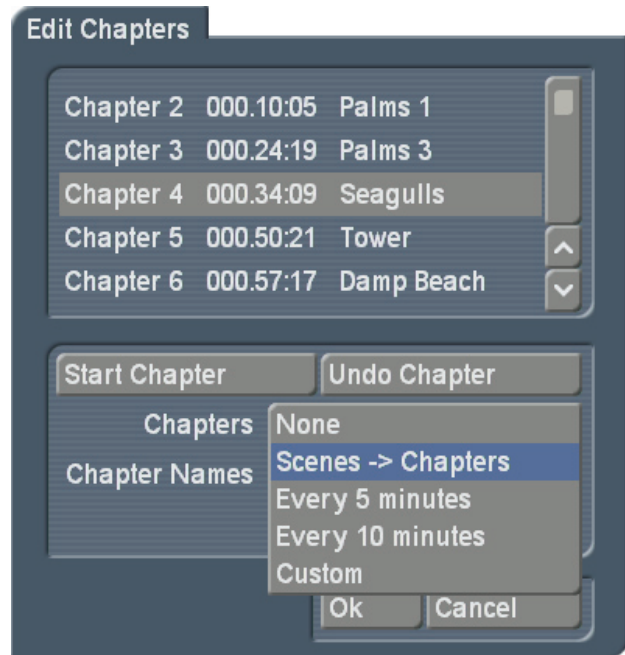 Edit Chapters
Chapter 2 000.10:05 Palms 1
Chapter 3 000.24:19 Palms 3
Chapter 4 000.34:09 Seagulls
Chapter 5 000.50:21 Tower
Chapter 6 000.57:17 Damp Beach
Start Chapter Undo Chapter
Chapters None
Scenes -> Chapters
Chapter Names
Every 5 minutes
Every 10 minutes
Custom
Ok Cancel